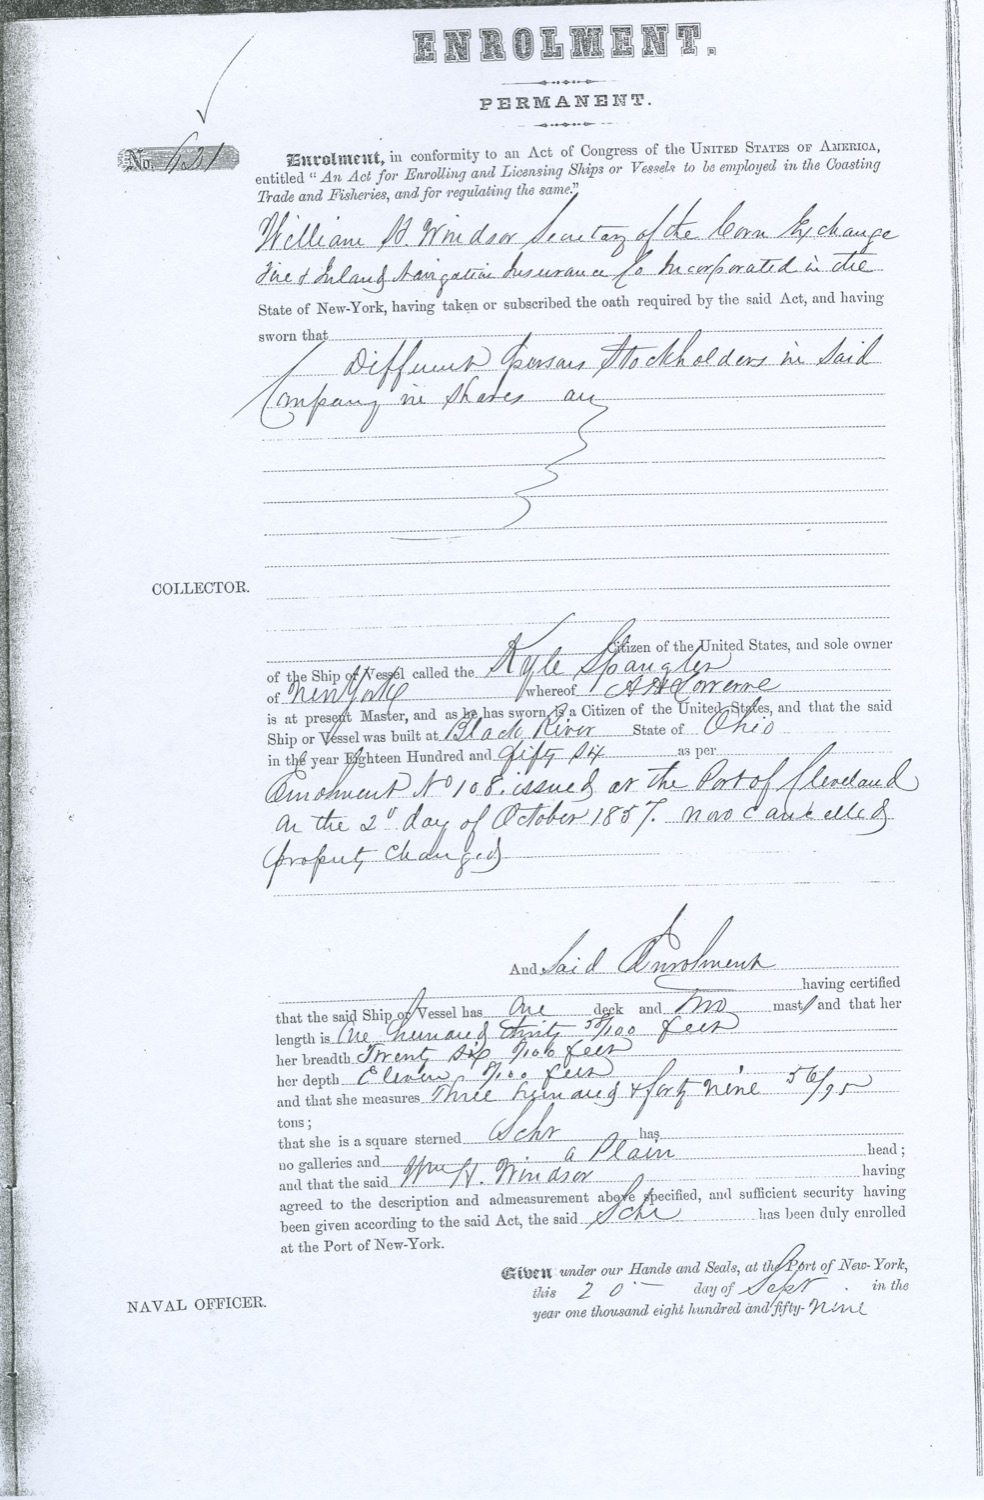 ENROLMENT.
PERMANENT.
No. 431
Enrolment, in conformity to an Act of Congress of the UNITED STATES OF AMERICA,
entitled "An Act for Enrolling and Licensing Ships or Vessels to be employed in the Coasting
Trade and Fisheries, and for regulating the same."
William H. Windsor Secretary of the Corn Exchange
Fire & Inland Navigation Insurance Co Incorporated in the
State of New-York, having taken or subscribed the oath required by the said Act, and having
sworn that
Different persons Stockholders in Said
Company in Shares are
COLLECTOR.
Citizen of the United States, and sole owner
of the Ship or Vessel called the Kyle Spangler
of New York whereof
is at present Master, and as he has sworn, is a Citizen of the United States, and that the said
Ship or Vessel was built at Black River State of Ohio
in the year Eighteen Hundred and fifty six as per
Enrolment No 108. issued at the Port of Cleveland
on the 2d day of October 1857. now cancelled
property changed
And Said Enrolment
having certified
that the said Ship or Vessel has One deck and Two mast and that her
length is One hundred thirty 58/100 feet
her breadth Twenty Six 9/100 feet
her depth Eleven 8/100 feet
and that she measures Three hundred & forty nine 56/95
tons;
that she is a square sterned Schr has
no galleries and a Plain head;
and that the said Wm H. Windsor having
agreed to the description and admeasurement above specified, and sufficient security having
been given according to the said Act, the said Schr has been duly enrolled
at the Port of New-York.
Given under our Hands and Seals, at the Port of New-York,
this 20 day of Sept. in the
year one thousand eight hundred and fifty-nine
NAVAL OFFICER.